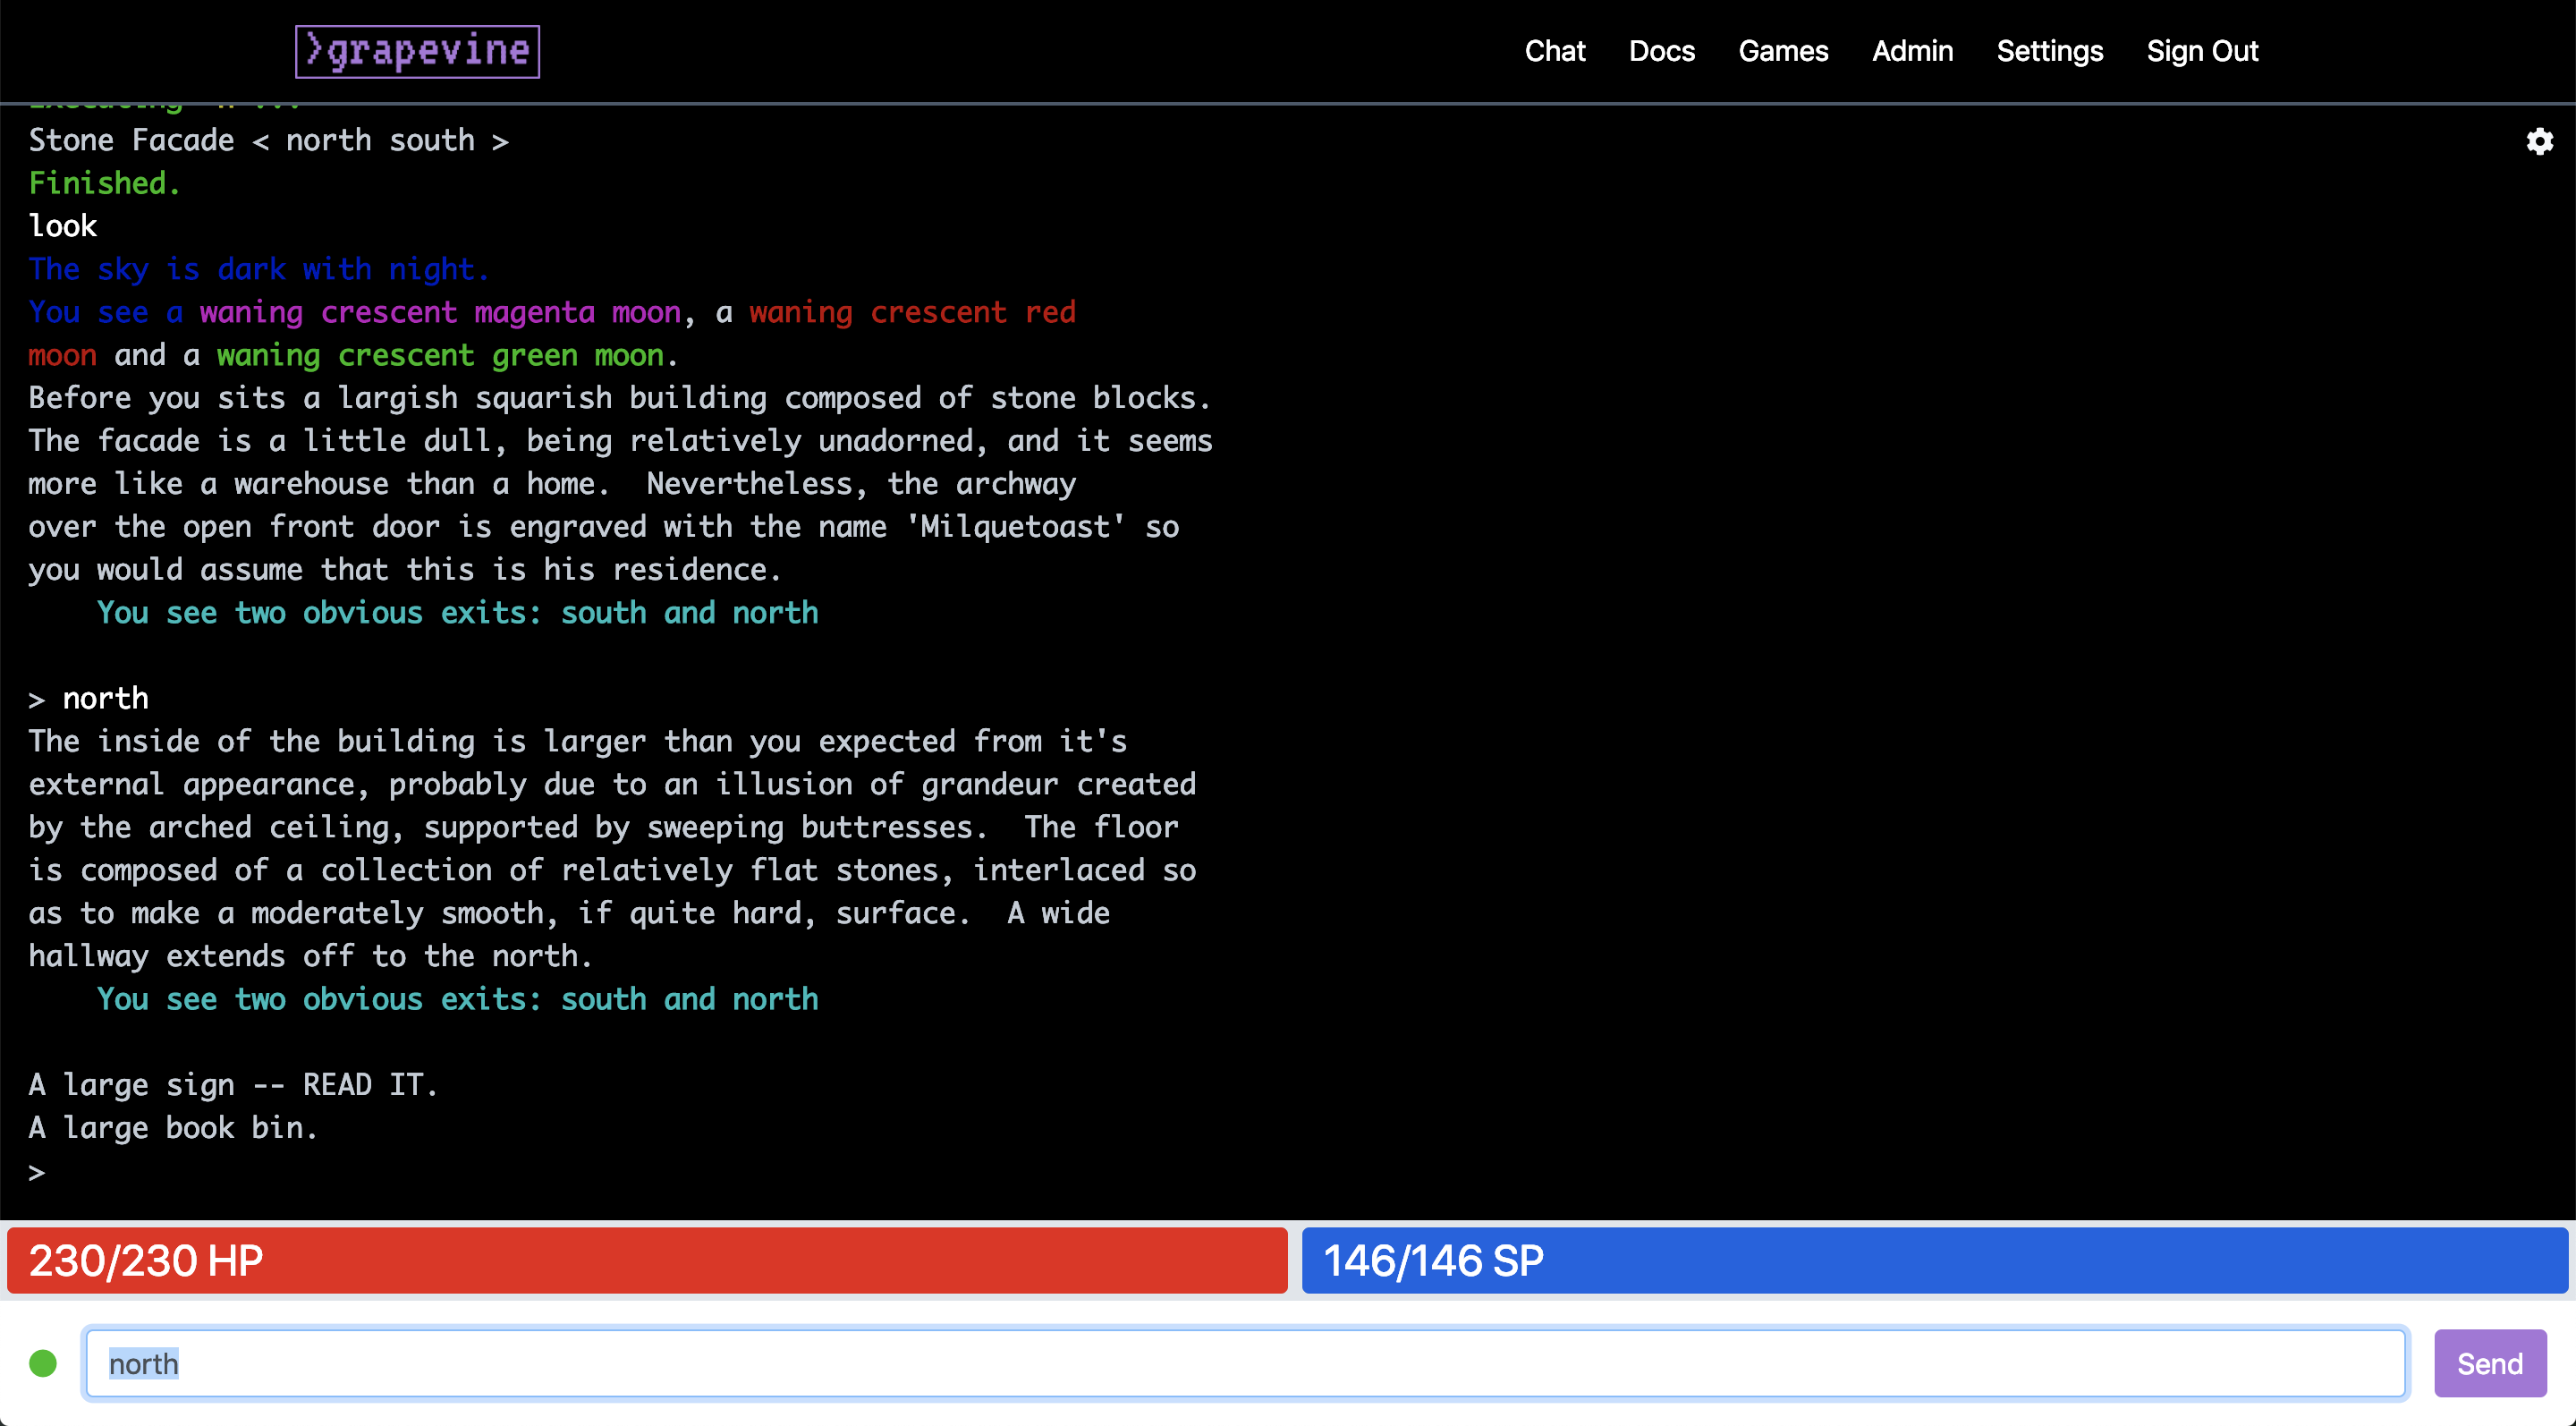 >grapevine
Chat Docs Games Admin Settings Sign Out
Stone Facade < north south >
Finished.
look
The sky is dark with night.
You see a waning crescent magenta moon, a waning crescent red
moon and a waning crescent green moon.
Before you sits a largish squarish building composed of stone blocks.
The facade is a little dull, being relatively unadorned, and it seems
more like a warehouse than a home.  Nevertheless, the archway
over the open front door is engraved with the name 'Milquetoast' so
you would assume that this is his residence.
You see two obvious exits: south and north
> north
The inside of the building is larger than you expected from it's
external appearance, probably due to an illusion of grandeur created
by the arched ceiling, supported by sweeping buttresses.  The floor
is composed of a collection of relatively flat stones, interlaced so
as to make a moderately smooth, if quite hard, surface.  A wide
hallway extends off to the north.
You see two obvious exits: south and north
A large sign -- READ IT.
A large book bin.
>
230/230 HP
146/146 SP
north
Send